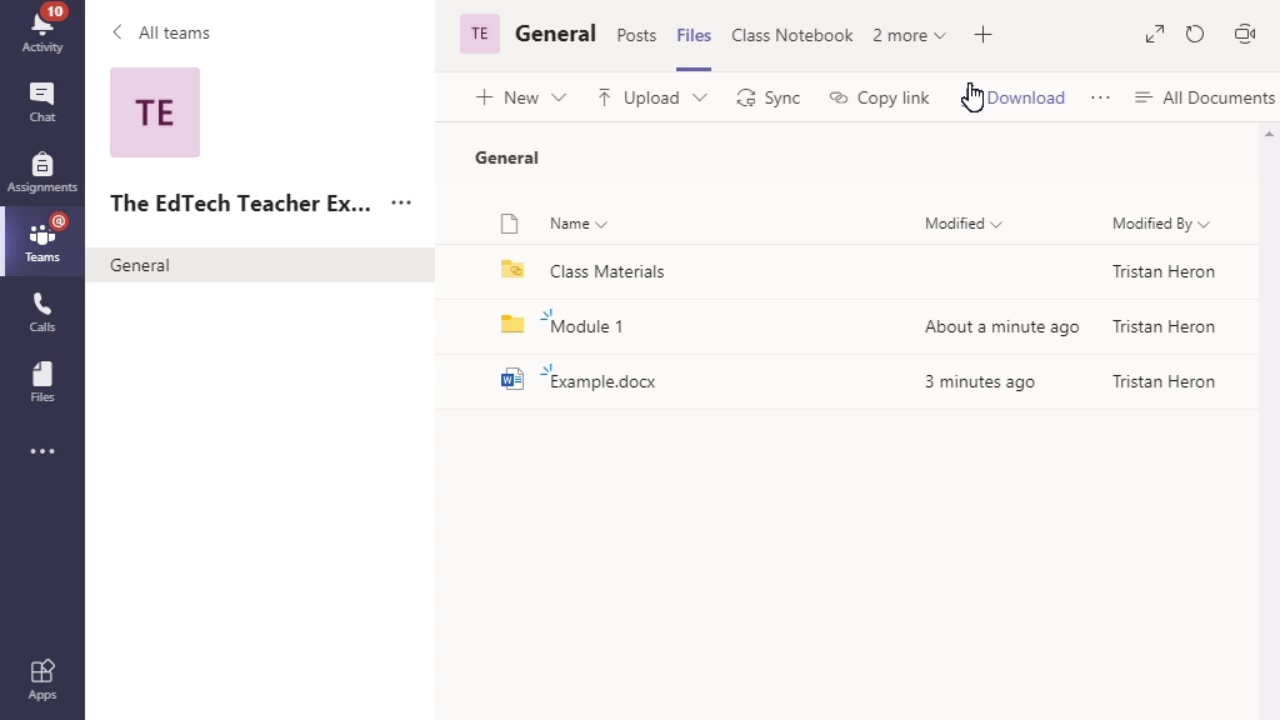 10
Activity
Chat
Assignments
@
Teams
Calls
Files
Apps
All teams
TE
The EdTech Teacher Ex...
General
TE General Posts Files Class Notebook 2 more
New Upload Sync Copy link Download All Documents
General
Name Modified Modified By
Class Materials Tristan Heron
Module 1 About a minute ago Tristan Heron
Example.docx 3 minutes ago Tristan Heron